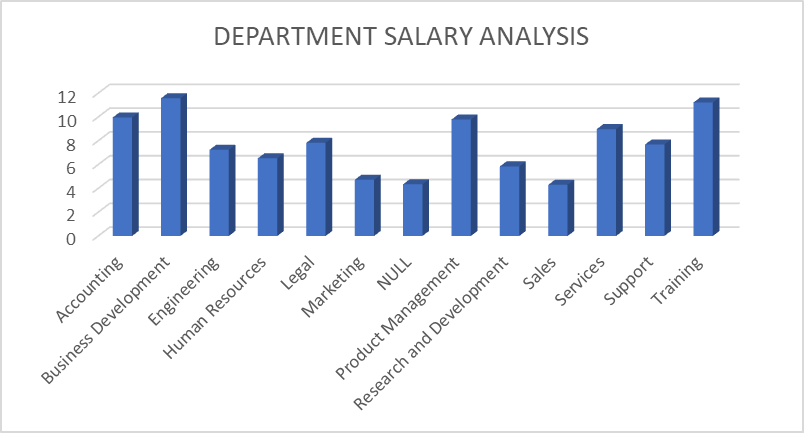 DEPARTMENT SALARY ANALYSIS
12
10
8
6
4
2
0
Accounting
Business Development
Engineering
Human Resources
Legal
Marketing
NULL
Product Management
Research and Development
Sales
Services
Support
Training